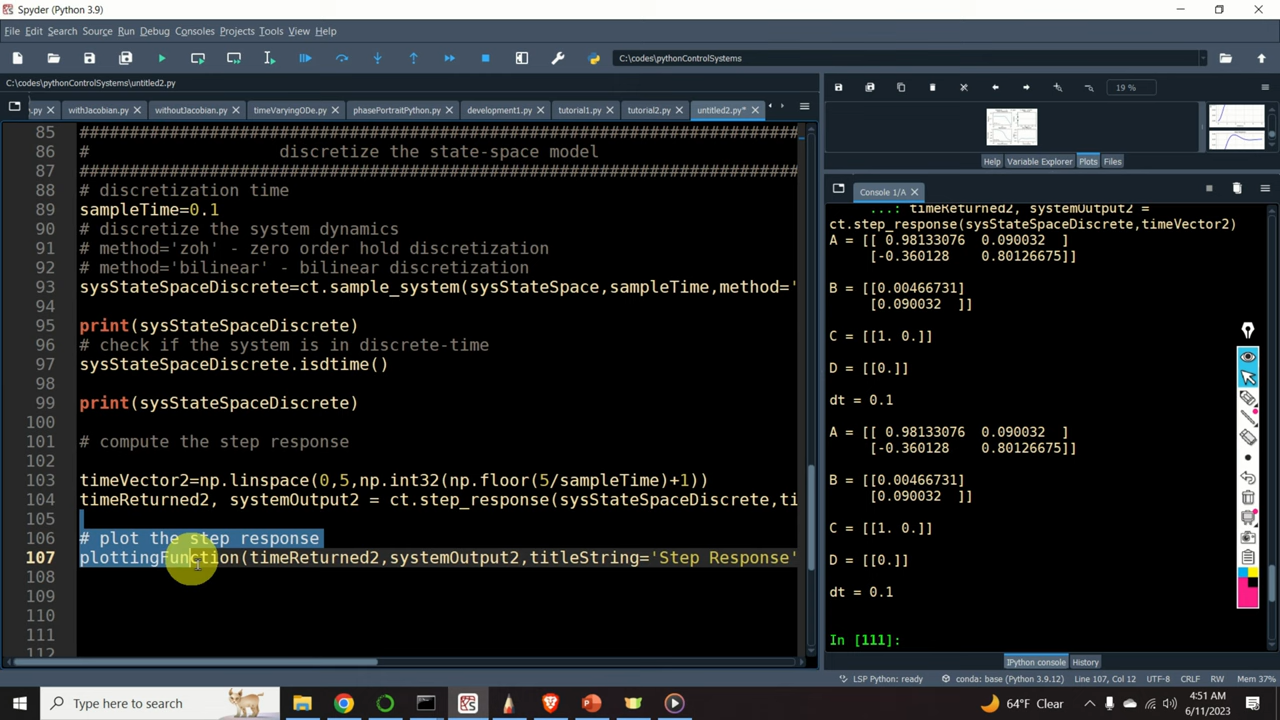 Spyder (Python 3.9)
File Edit Search Source Run Debug Consoles Projects Tools View Help
C:\codes\pythonControlSystems
C:\codes\pythonControlSystems\untitled2.py
.py withJacobian.py withoutJacobian.py timeVaryingODe.py phasePortraitPython.py development1.py tutorial1.py tutorial2.py untitled2.py*
85 ##########################################################################
86 # discretize the state-space model
87 ##########################################################################
88 # discretization time
89 sampleTime=0.1
90 # discretize the system dynamics
91 # method='zoh' - zero order hold discretization
92 # method='bilinear' - bilinear discretization
93 sysStateSpaceDiscrete=ct.sample_system(sysStateSpace,sampleTime,method='
94
95 print(sysStateSpaceDiscrete)
96 # check if the system is in discrete-time
97 sysStateSpaceDiscrete.isdtime()
98
99 print(sysStateSpaceDiscrete)
100
101 # compute the step response
102
103 timeVector2=np.linspace(0,5,np.int32(np.floor(5/sampleTime)+1))
104 timeReturned2, systemOutput2 = ct.step_response(sysStateSpaceDiscrete,ti
105
106 # plot the step response
107 plottingFunction(timeReturned2,systemOutput2,titleString='Step Response'
108
109
110
111
112
19 %
Help Variable Explorer Plots Files
Console 1/A
...: timeReturned2, systemOutput2 =
ct.step_response(sysStateSpaceDiscrete,timeVector2)
A = [[ 0.98133076 0.090032 ]
[-0.360128 0.80126675]]
B = [[0.00466731]
[0.090032 ]]
C = [[1. 0.]]
D = [[0.]]
dt = 0.1
A = [[ 0.98133076 0.090032 ]
[-0.360128 0.80126675]]
B = [[0.00466731]
[0.090032 ]]
C = [[1. 0.]]
D = [[0.]]
dt = 0.1
In [111]:
IPython console History
LSP Python: ready conda: base (Python 3.9.12) Line 107, Col 12 UTF-8 CRLF RW Mem 37%
Type here to search
64°F Clear
4:51 AM
6/11/2023